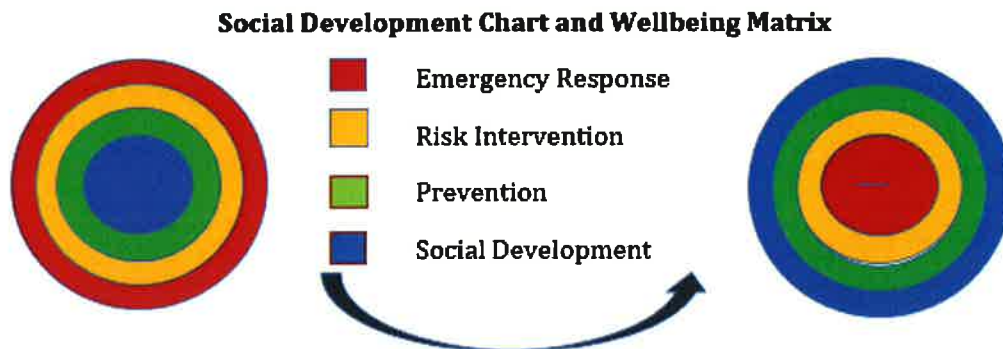 Social Development Chart and Wellbeing Matrix
Emergency Response
Risk Intervention
Prevention
Social Development